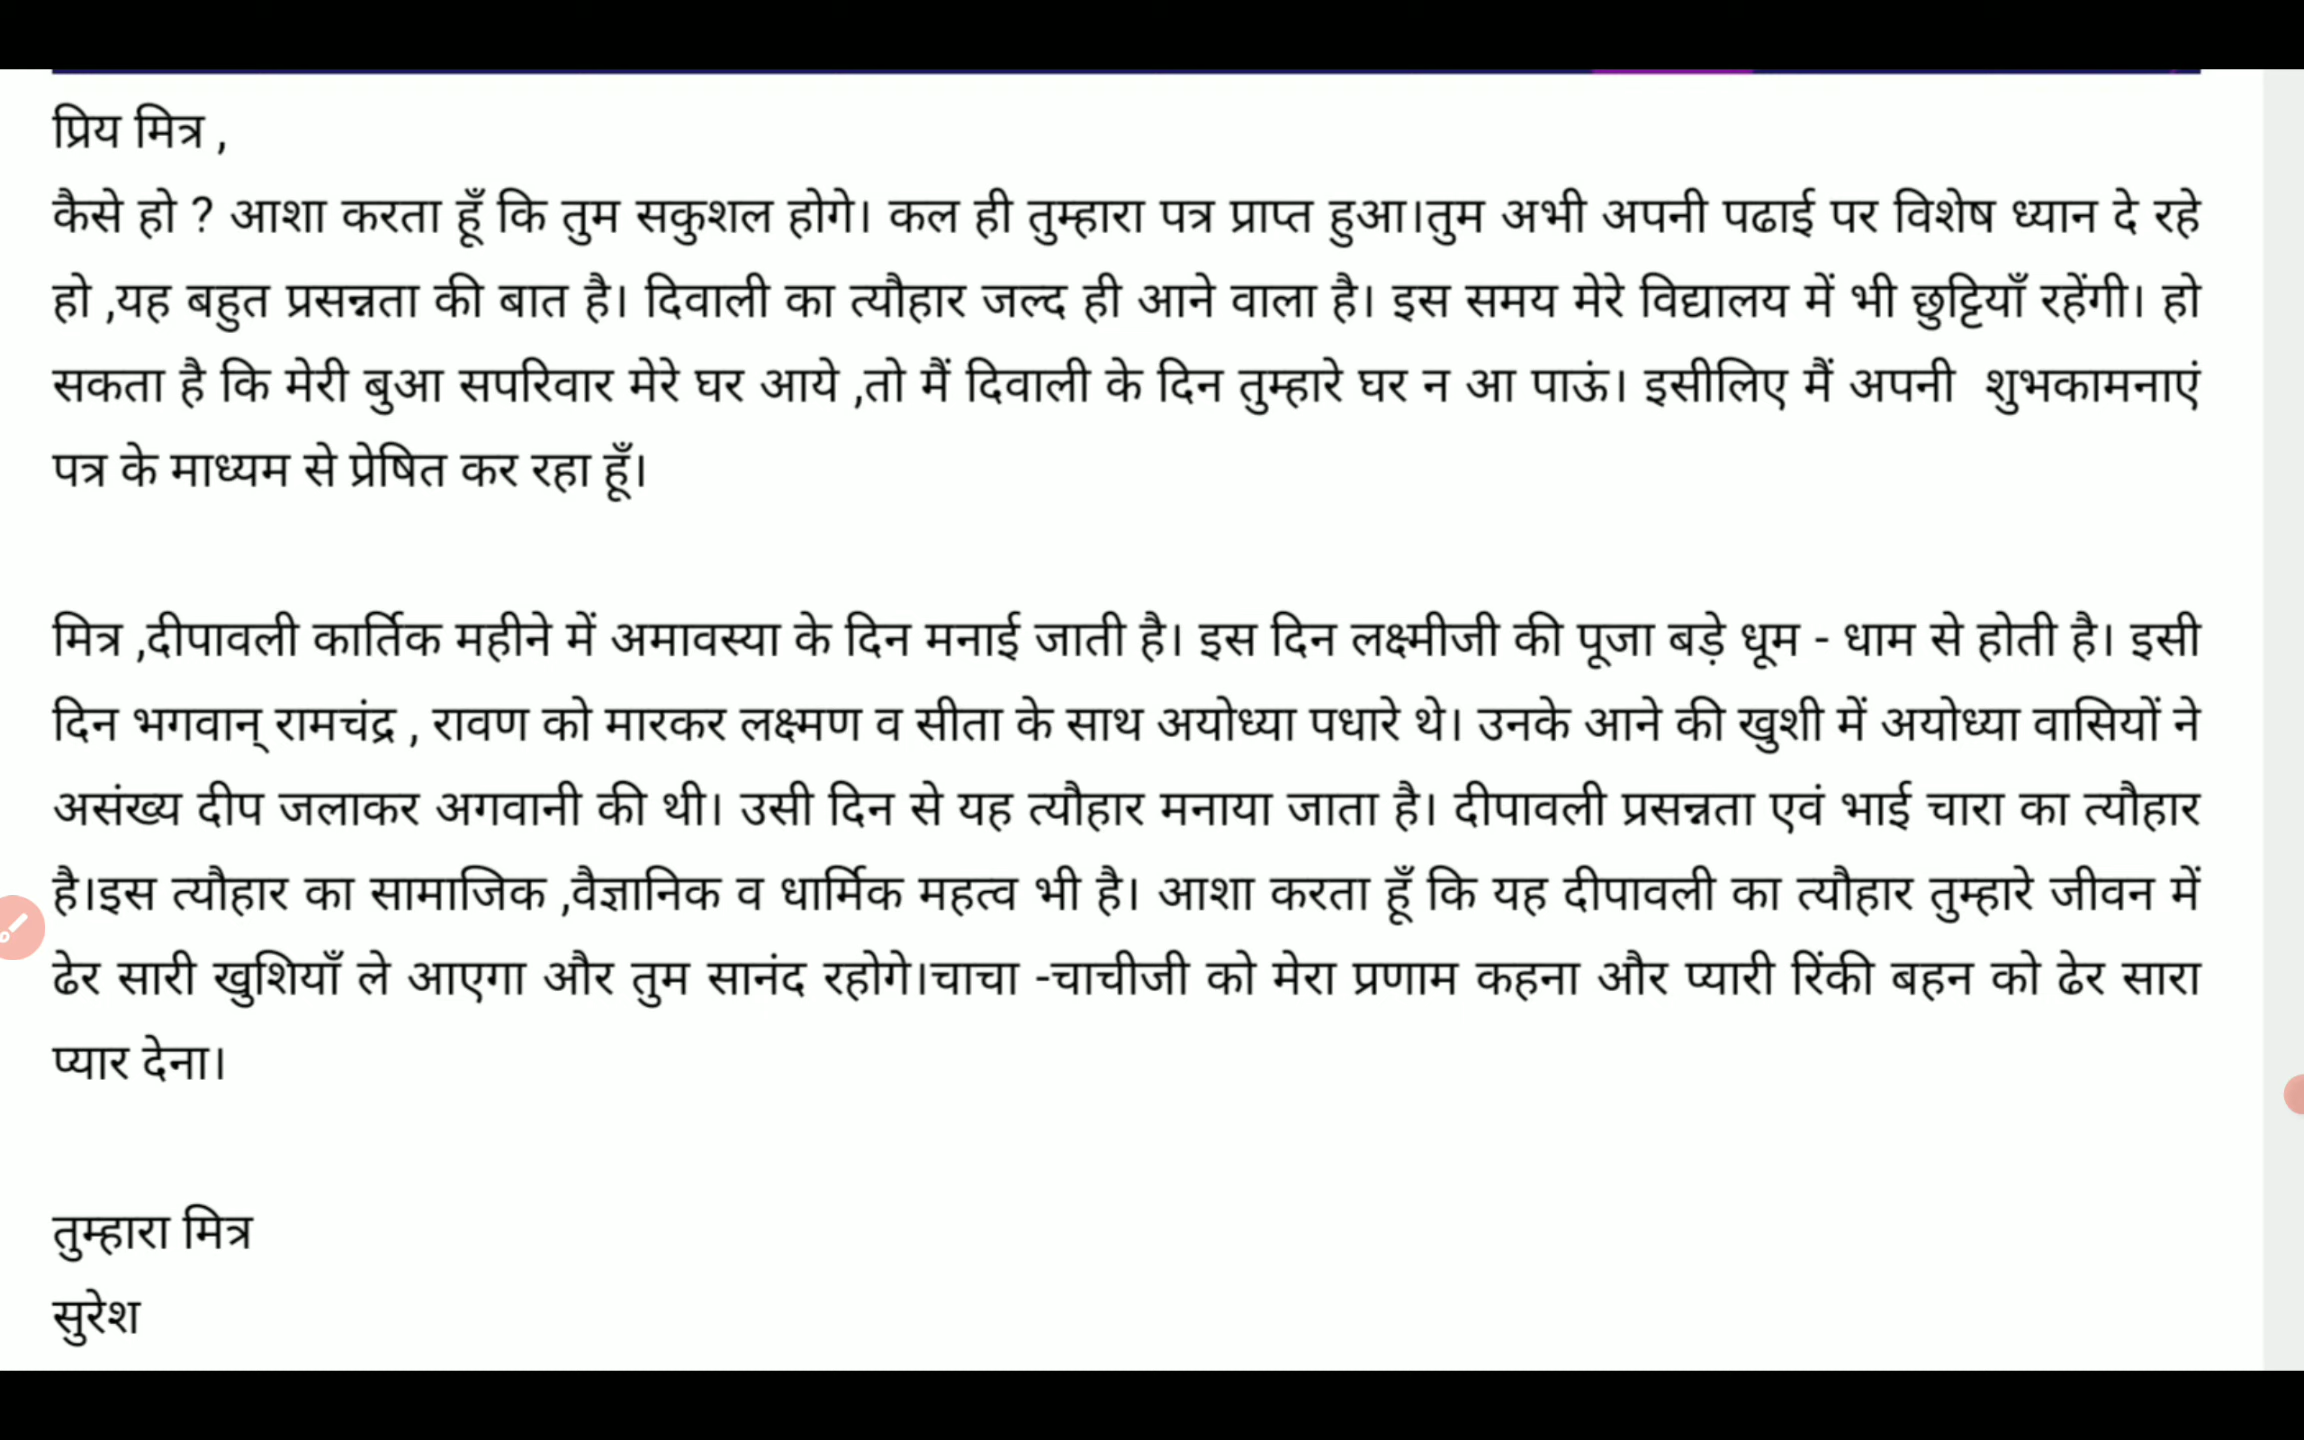 प्रिय मित्र ,
कैसे हो ? आशा करता हूँ कि तुम सकुशल होगे। कल ही तुम्हारा पत्र प्राप्त हुआ।तुम अभी अपनी पढाई पर विशेष ध्यान दे रहे
हो ,यह बहुत प्रसन्नता की बात है। दिवाली का त्यौहार जल्द ही आने वाला है। इस समय मेरे विद्यालय में भी छुट्टियाँ रहेंगी। हो
सकता है कि मेरी बुआ सपरिवार मेरे घर आये ,तो मैं दिवाली के दिन तुम्हारे घर न आ पाऊं। इसीलिए मैं अपनी  शुभकामनाएं
पत्र के माध्यम से प्रेषित कर रहा हूँ।
मित्र ,दीपावली कार्तिक महीने में अमावस्या के दिन मनाई जाती है। इस दिन लक्ष्मीजी की पूजा बड़े धूम - धाम से होती है। इसी
दिन भगवान् रामचंद्र , रावण को मारकर लक्ष्मण व सीता के साथ अयोध्या पधारे थे। उनके आने की खुशी में अयोध्या वासियों ने
असंख्य दीप जलाकर अगवानी की थी। उसी दिन से यह त्यौहार मनाया जाता है। दीपावली प्रसन्नता एवं भाई चारा का त्यौहार
है।इस त्यौहार का सामाजिक ,वैज्ञानिक व धार्मिक महत्व भी है। आशा करता हूँ कि यह दीपावली का त्यौहार तुम्हारे जीवन में
ढेर सारी खुशियाँ ले आएगा और तुम सानंद रहोगे।चाचा -चाचीजी को मेरा प्रणाम कहना और प्यारी रिंकी बहन को ढेर सारा
प्यार देना।
तुम्हारा मित्र
सुरेश